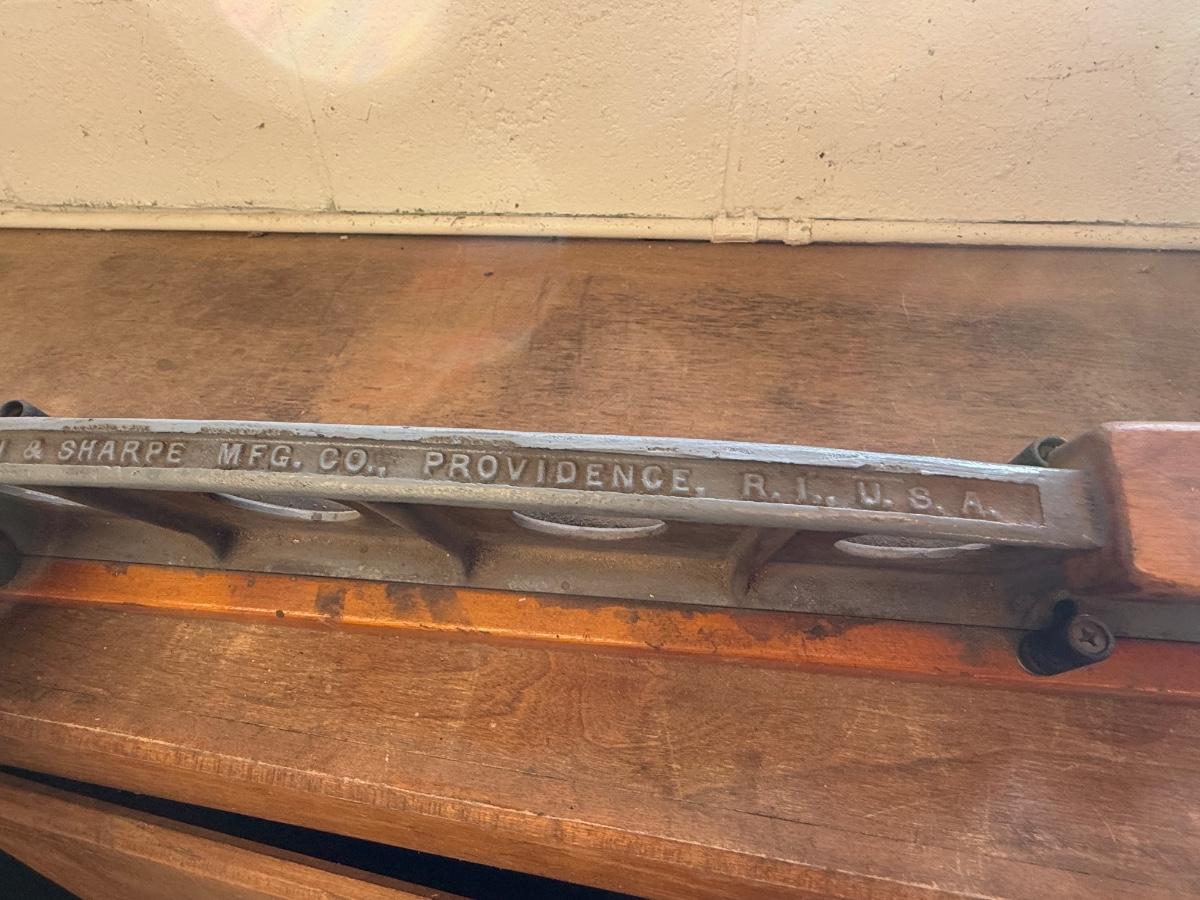 & SHARPE MFG. CO., PROVIDENCE, R. I., U. S. A.